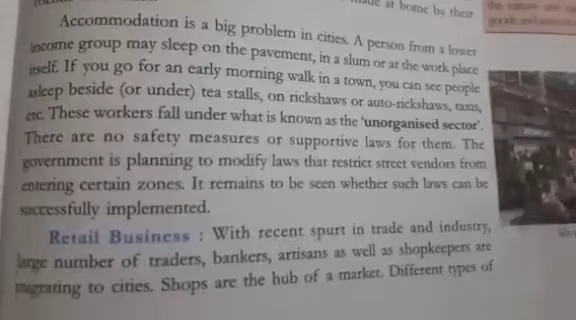 made at home by their
Accommodation is a big problem in cities. A person from a lower
income group may sleep on the pavement, in a slum or at the work place
itself. If you go for an early morning walk in a town, you can see people
asleep beside (or under) tea stalls, on rickshaws or auto-rickshaws, taxis,
etc. These workers fall under what is known as the 'unorganised sector'.
There are no safety measures or supportive laws for them. The
government is planning to modify laws that restrict street vendors from
entering certain zones. It remains to be seen whether such laws can be
successfully implemented.
Retail Business : With recent spurt in trade and industry,
large number of traders, bankers, artisans as well as shopkeepers are
migrating to cities. Shops are the hub of a market. Different types of